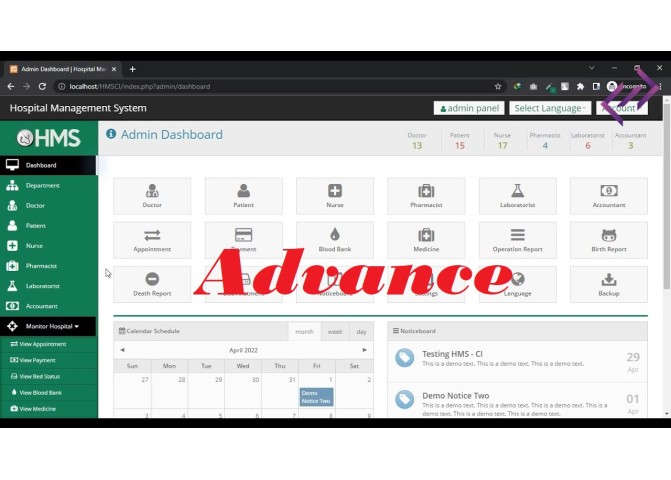 Admin Dashboard | Hospital Man
localhost/HMSCI/index.php?admin/dashboard
Incognito
Hospital Management System
admin panel
Select Language
HMS
Admin Dashboard
Doctor Patient Nurse Pharmacist Laboratorist Accountant
13 15 17 4 6 3
Dashboard
Department
Doctor
Patient
Nurse
Pharmacist
Laboratorist
Accountant
Monitor Hospital
View Appointment
View Payment
View Bed Status
View Blood Bank
View Medicine
Doctor Patient Nurse Pharmacist Laboratorist Accountant
Appointment Payment Blood Bank Medicine Operation Report Birth Report
Death Report Noticeboard Settings Language Backup
Advance
Calendar Schedule
month week day
April 2022
Sun Mon Tue Wed Thu Fri Sat
27 28 29 30 31 1 2
Demo
Notice Two
3 4 5 6 7 8 9
Noticeboard
Testing HMS - CI
This is a demo text. This is a demo text.
29
Apr
Demo Notice Two
This is a demo text. This is a demo text. This is a demo text. This is a
demo text. This is a demo text. This is a demo text.
01
Apr